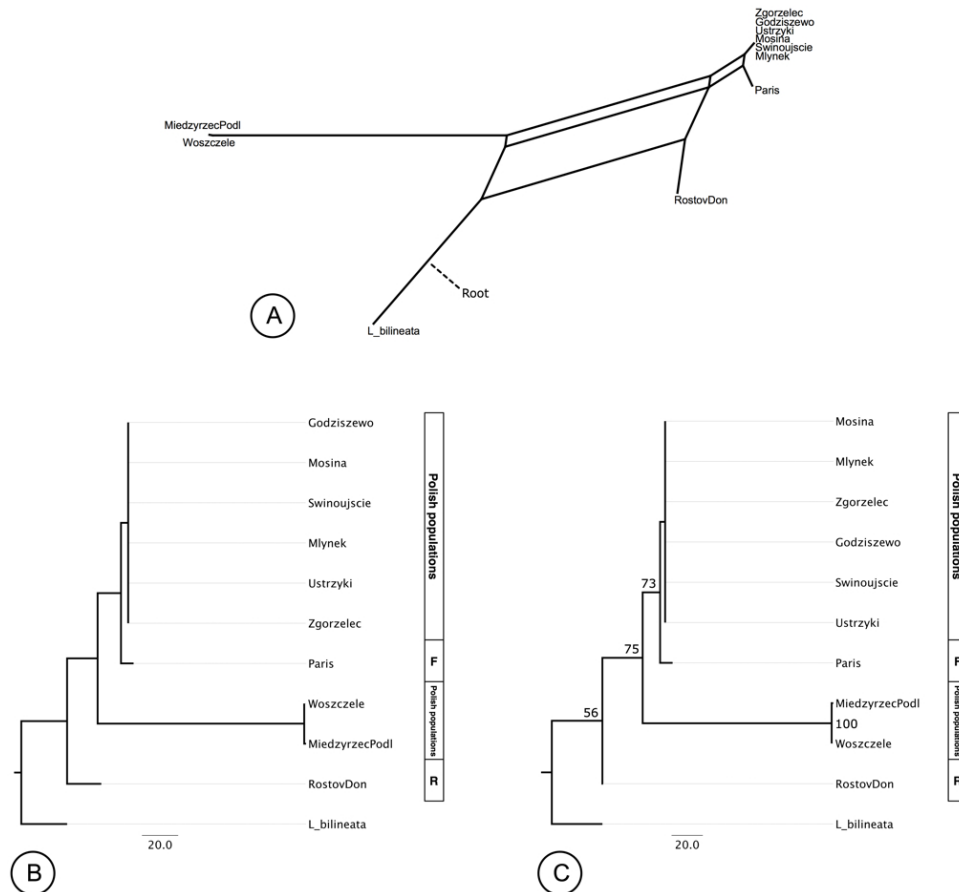 Zgorzelec
Godziszewo
Ustrzyki
Mosina
Swinoujscie
Mlynek
Paris
MiedzyrzecPodl
Woszczele
RostovDon
Root
A
L_bilineata
Godziszewo
Mosina
Swinoujscie
Mlynek
Ustrzyki
Zgorzelec
Paris
Woszczele
MiedzyrzecPodl
RostovDon
L_bilineata
Polish populations
F
Polish populations
R
20.0
B
Mosina
Mlynek
Zgorzelec
Godziszewo
Swinoujscie
Ustrzyki
73
Paris
75
MiedzyrzecPodl
100
56
Woszczele
RostovDon
L_bilineata
Polish populations
Polish populations
20.0
C